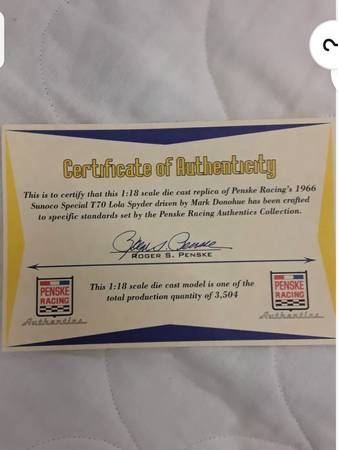 Certificate of Authenticity
This is to certify that this 1:18 scale die cast replica of Penske Racing's 1966
Sunoco Special T70 Lola Spyder driven by Mark Donohue has been crafted
to specific standards set by the Penske Racing Authentics Collection.
Roger S. Penske
ROGER S. PENSKE
This 1:18 scale die cast model is one of the
total production quantity of 3,504
PENSKE
RACING
Authentics
PENSKE
RACING
Authentics